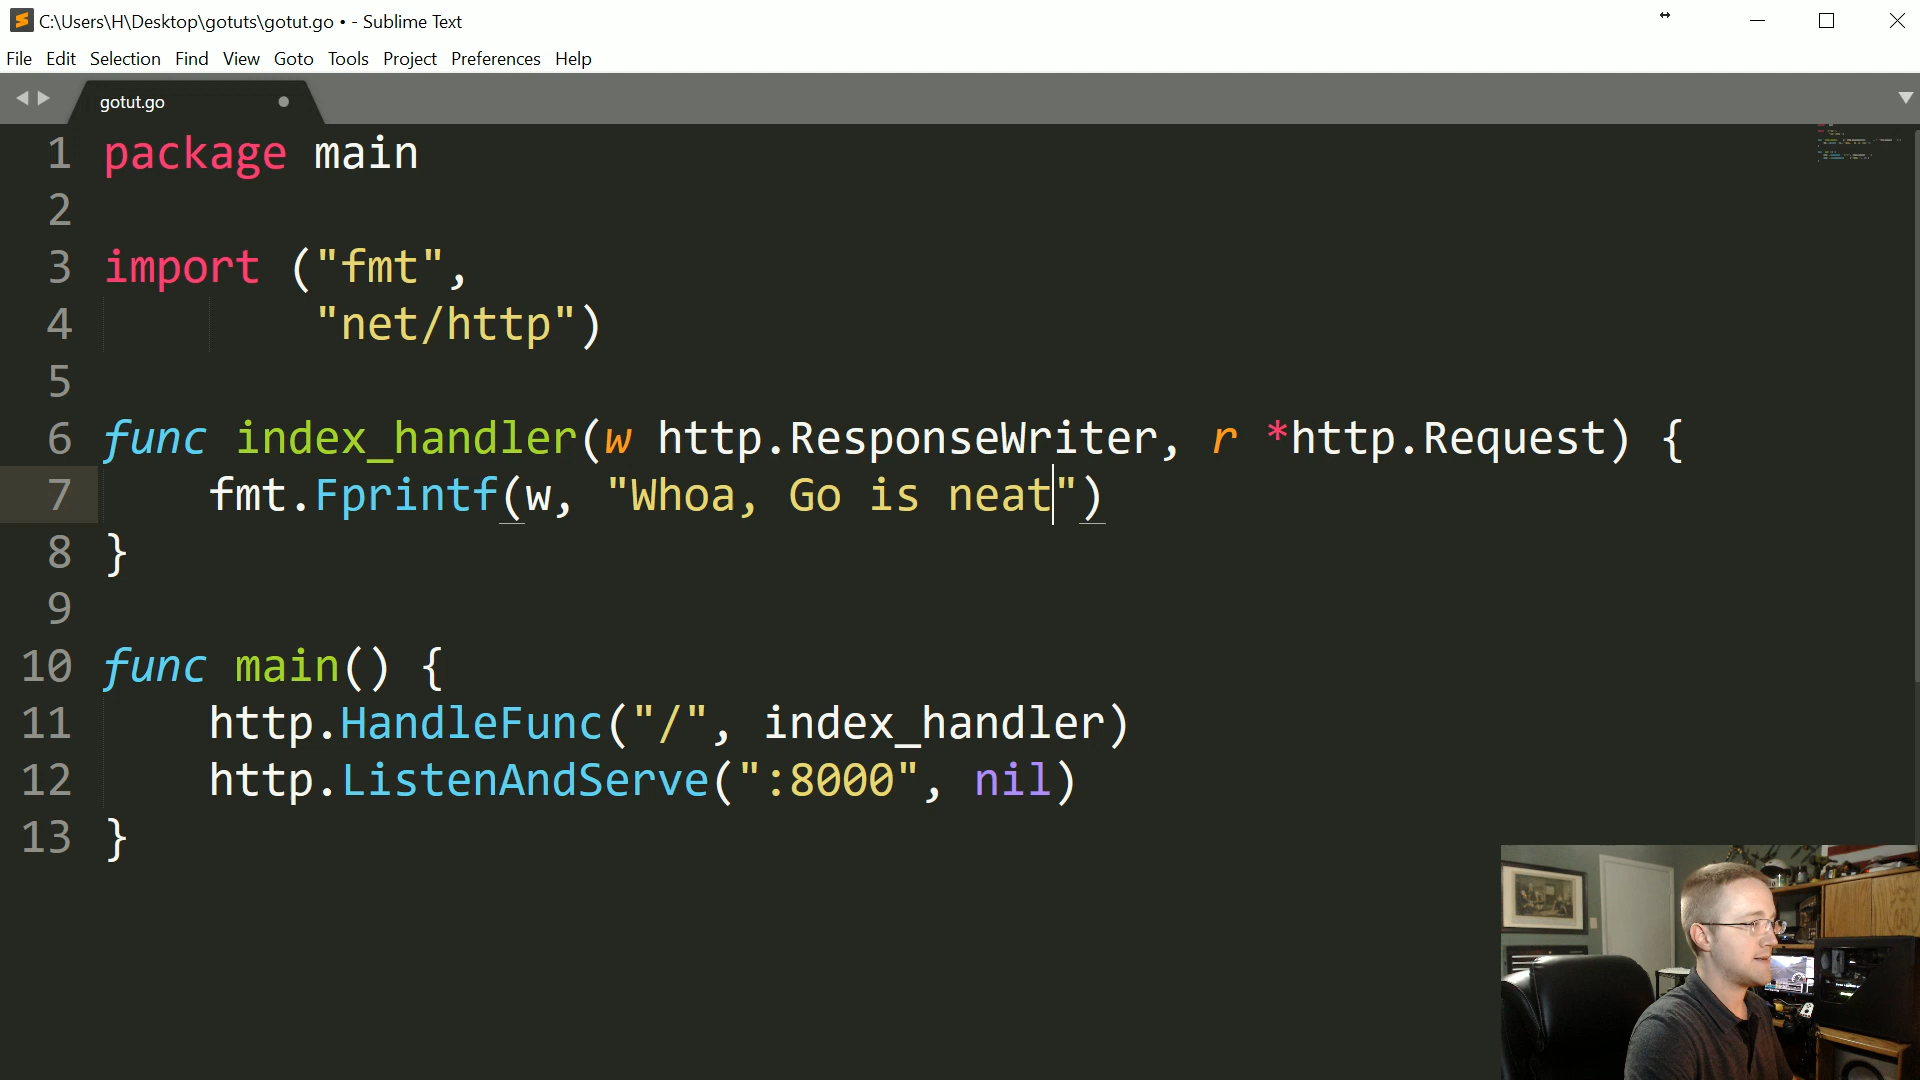 C:\Users\H\Desktop\gotuts\gotut.go • - Sublime Text
File Edit Selection Find View Goto Tools Project Preferences Help
gotut.go
1 package main
2
3 import ("fmt",
4 "net/http")
5
6 func index_handler(w http.ResponseWriter, r *http.Request) {
7 fmt.Fprintf(w, "Whoa, Go is neat")
8 }
9
10 func main() {
11 http.HandleFunc("/", index_handler)
12 http.ListenAndServe(":8000", nil)
13 }